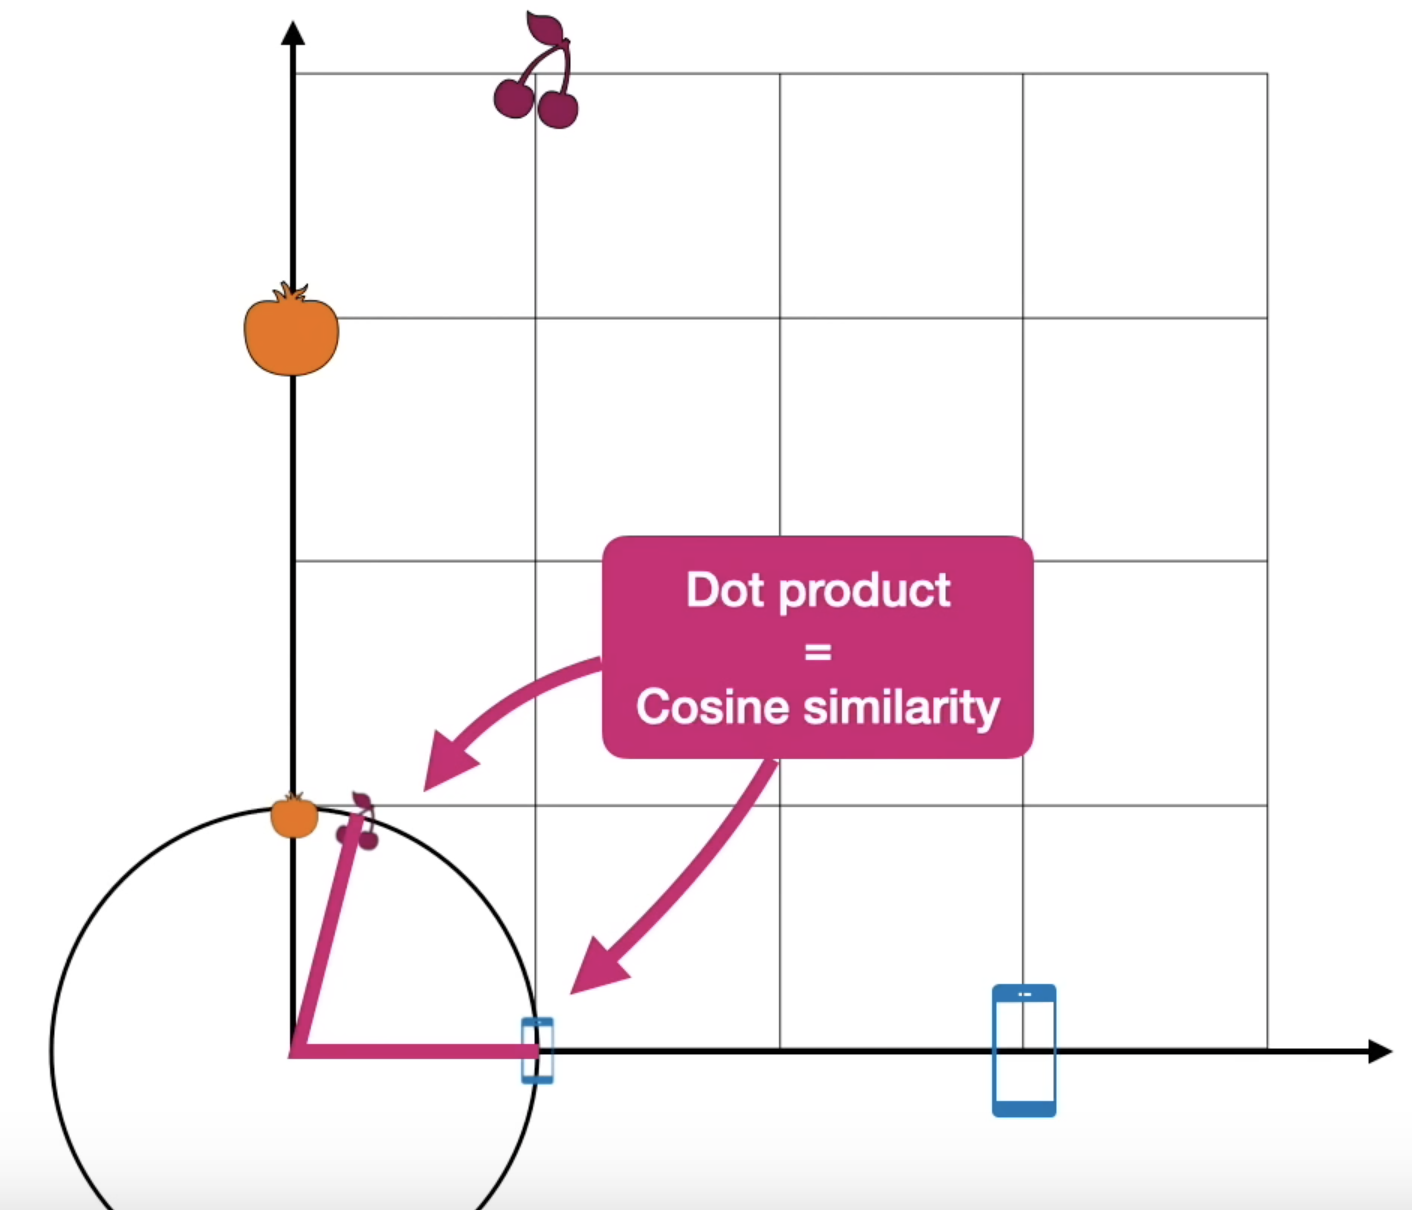 Dot product
=
Cosine similarity